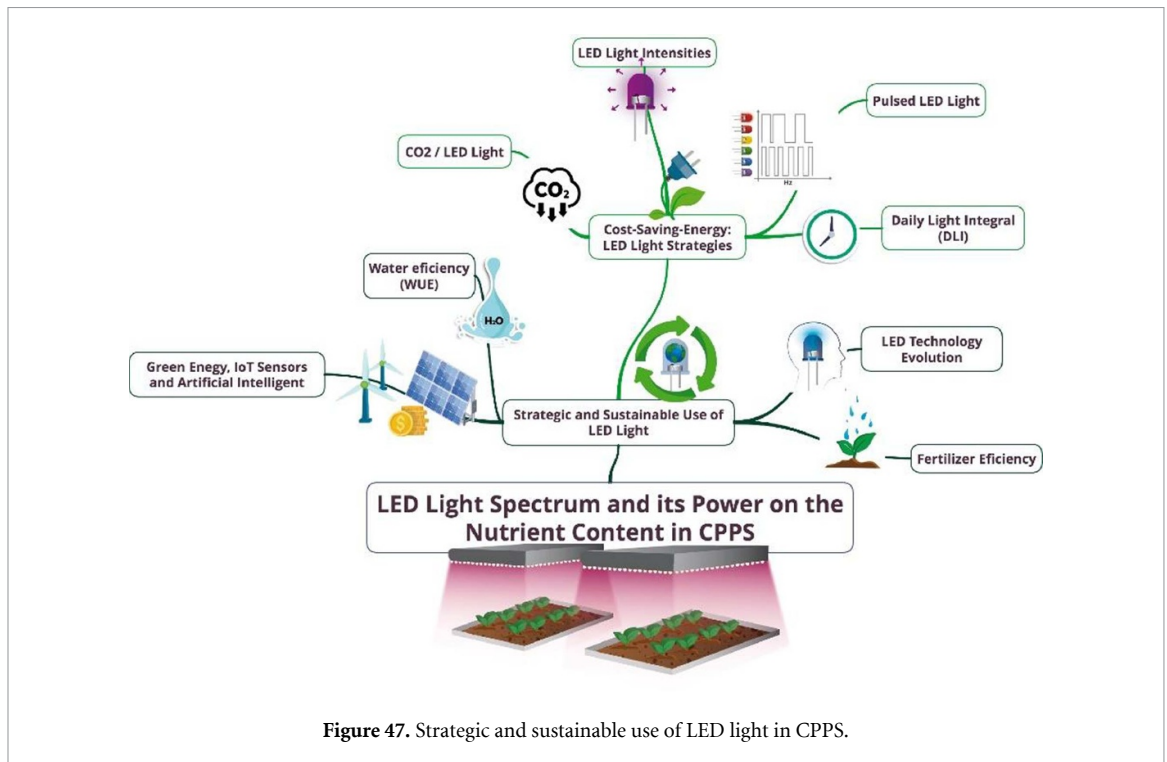 LED Light Intensities
Pulsed LED Light
CO2 / LED Light
CO₂
Hz
Cost-Saving-Energy:
LED Light Strategies
Daily Light Integral
(DLI)
Water eficiency
(WUE)
H₂O
LED Technology
Evolution
Green Enegy, IoT Sensors
and Artificial Intelligent
$
Strategic and Sustainable Use of
LED Light
Fertilizer Eficiency
LED Light Spectrum and its Power on the
Nutrient Content in CPPS
Figure 47. Strategic and sustainable use of LED light in CPPS.